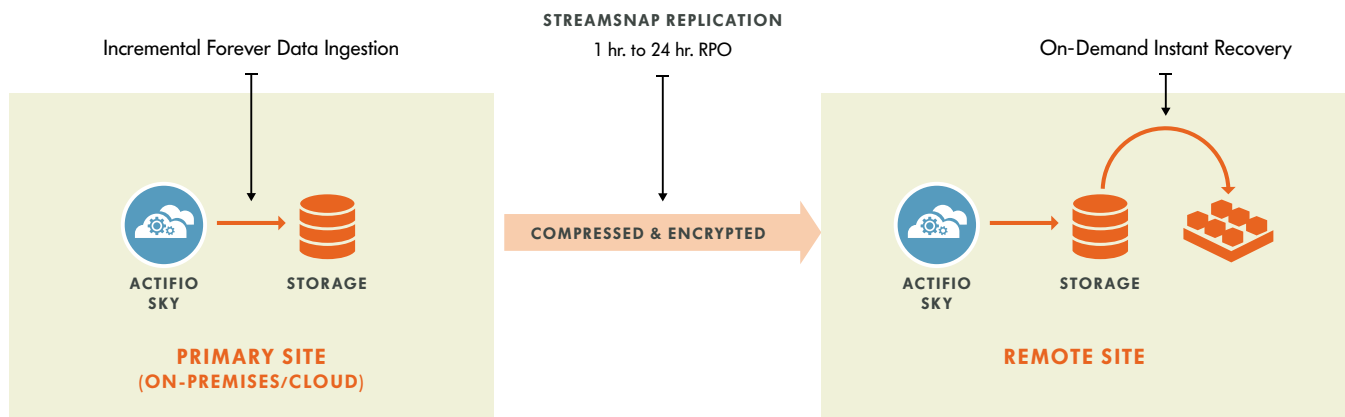 STREAMSNAP REPLICATION
Incremental Forever Data Ingestion
1 hr. to 24 hr. RPO
On-Demand Instant Recovery
COMPRESSED & ENCRYPTED
ACTIFIO
SKY
STORAGE
ACTIFIO
SKY
STORAGE
PRIMARY SITE
(ON-PREMISES/CLOUD)
REMOTE SITE